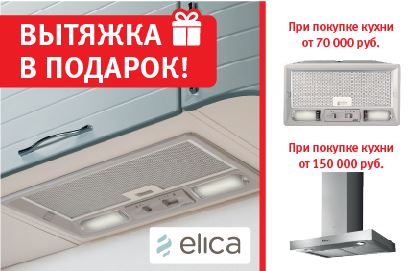 ВЫТЯЖКА
В ПОДАРОК!
elica
При покупке кухни
от 70 000 руб.
При покупке кухни
от 150 000 руб.